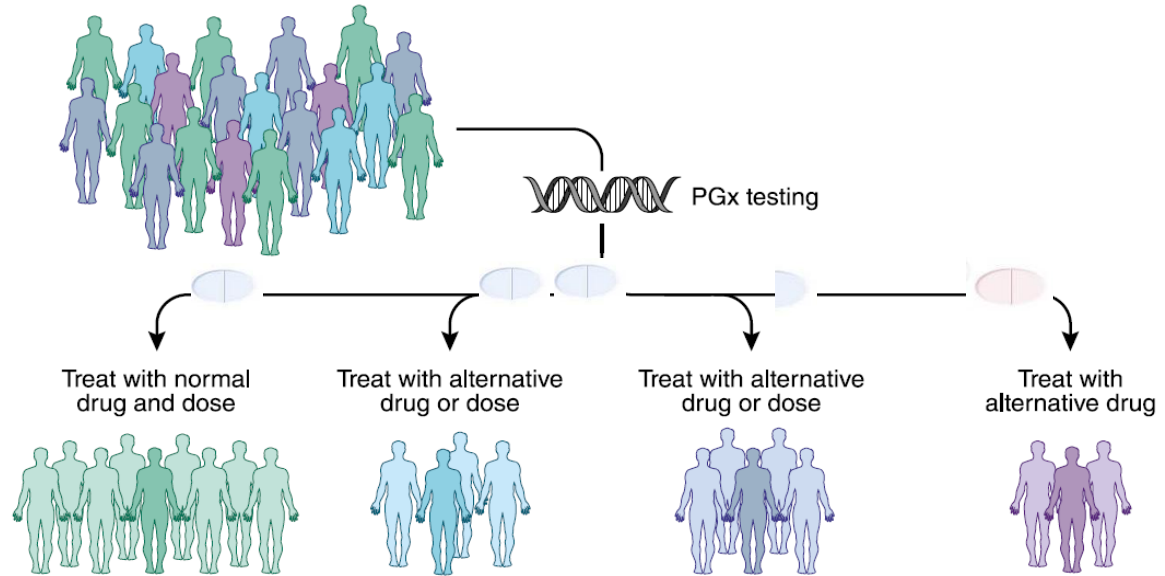 PGx testing
Treat with normal
drug and dose
Treat with alternative
drug or dose
Treat with alternative
drug or dose
Treat with
alternative drug